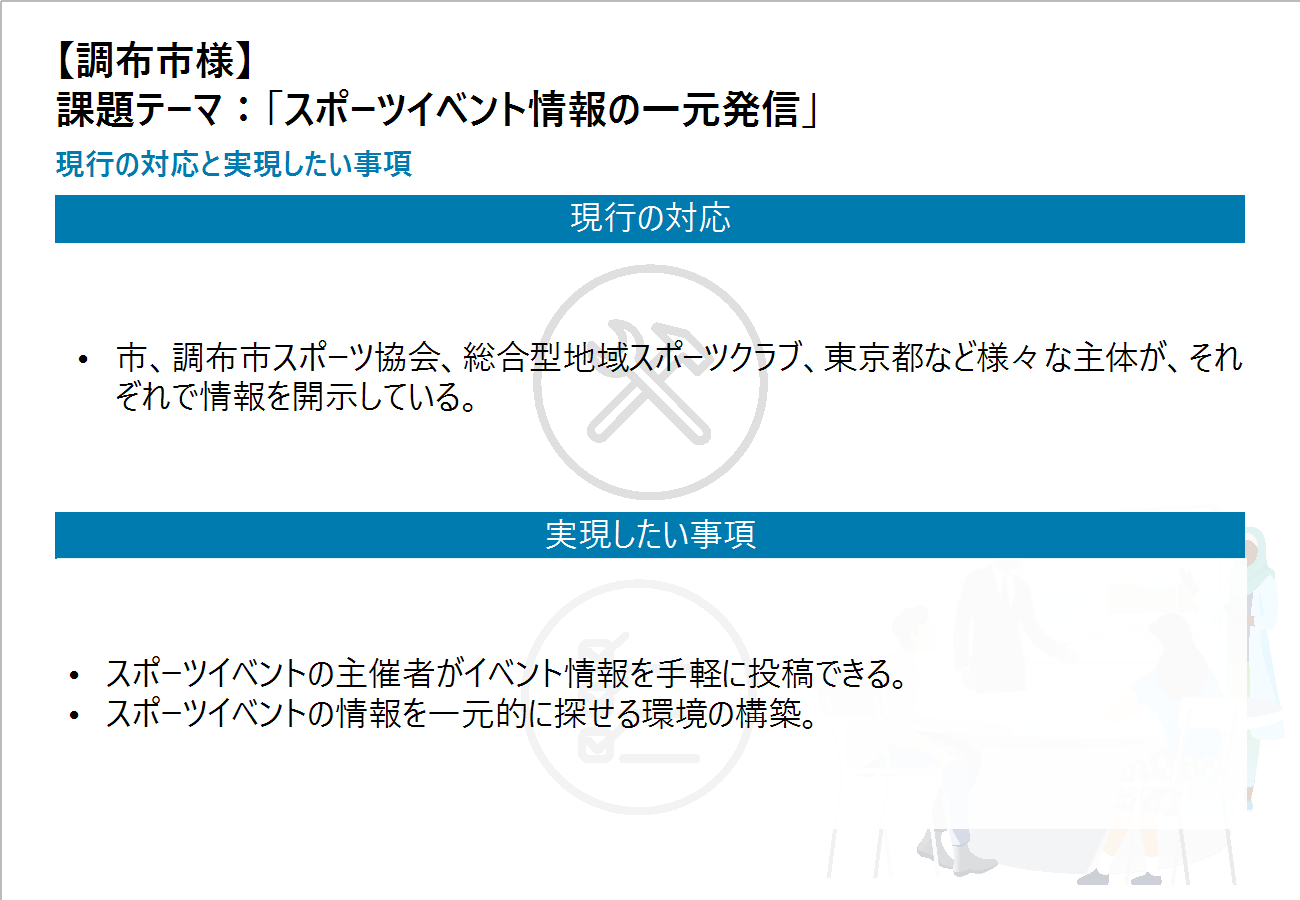 【調布市様】
課題テーマ：「スポーツイベント情報の一元発信」
現行の対応と実現したい事項
現行の対応
• 市、調布市スポーツ協会、総合型地域スポーツクラブ、東京都など様々な主体が、それ
ぞれで情報を開示している。
実現したい事項
• スポーツイベントの主催者がイベント情報を手軽に投稿できる。
• スポーツイベントの情報を一元的に探せる環境の構築。